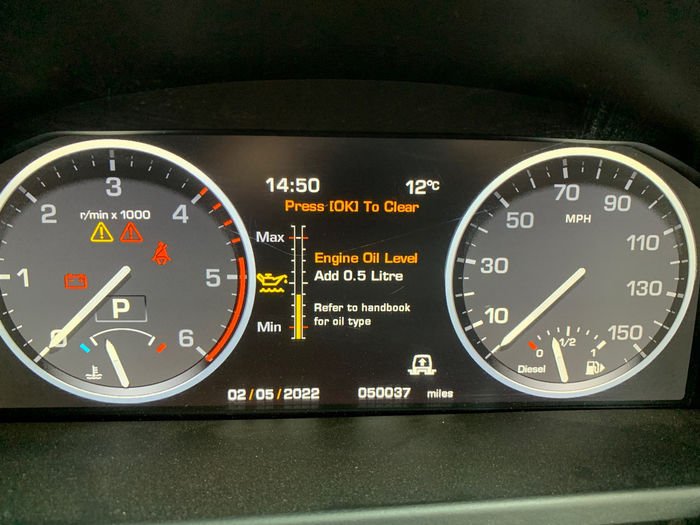 14:50 12°C
Press [OK] To Clear
Max
Engine Oil Level
Add 0.5 Litre
Refer to handbook
for oil type
Min
02/05/2022 050037 miles
0
1
2
3
4
5
6
r/min x 1000
P
10
30
50
70
90
110
130
150
MPH
0 1/2 1
Diesel